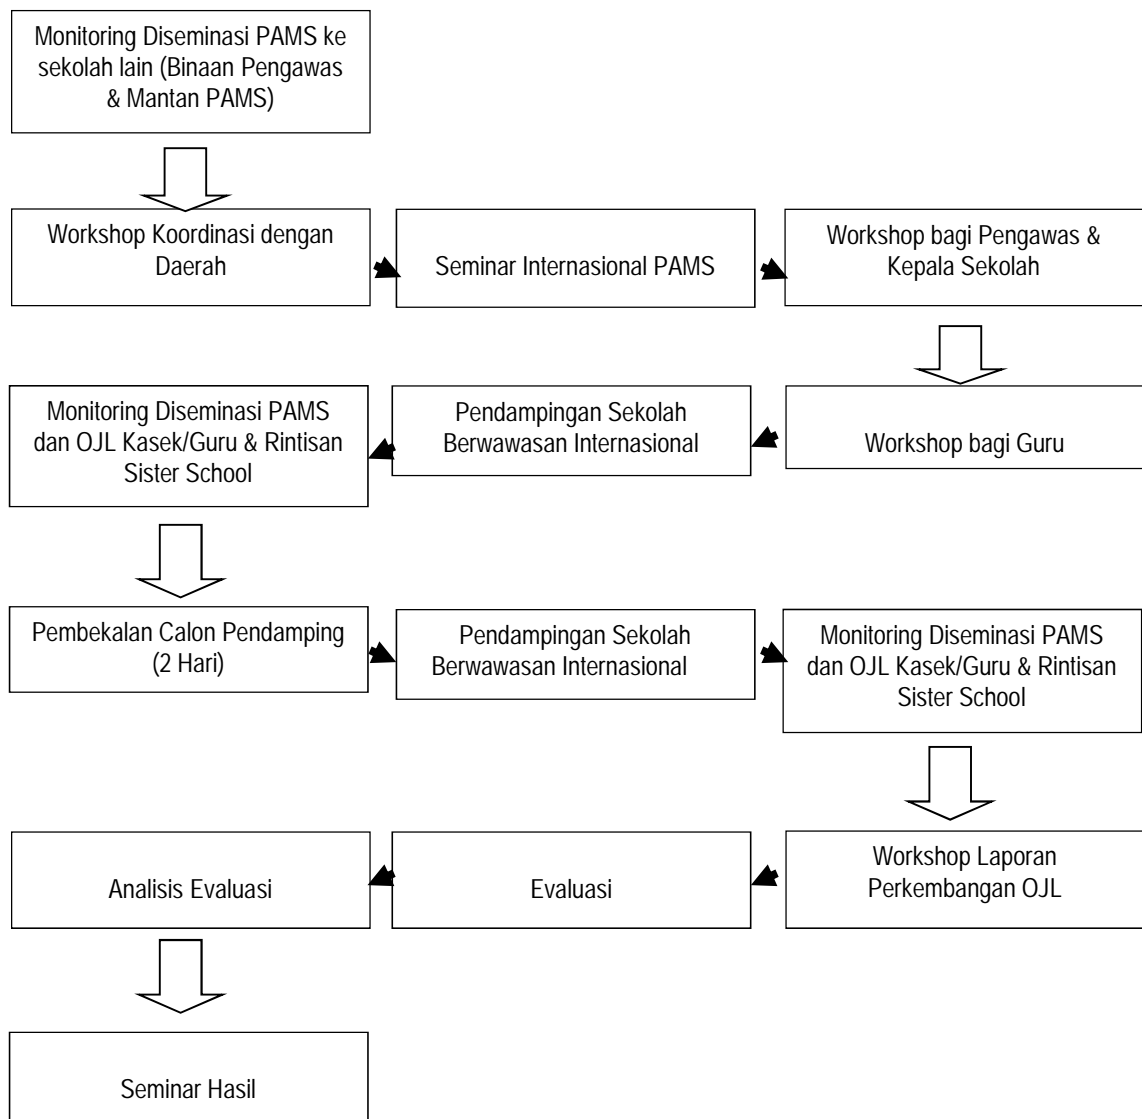 Monitoring Diseminasi PAMS ke
sekolah lain (Binaan Pengawas
& Mantan PAMS)
Workshop Koordinasi dengan
Daerah
Seminar Internasional PAMS
Workshop bagi Pengawas &
Kepala Sekolah
Monitoring Diseminasi PAMS
dan OJL Kasek/Guru & Rintisan
Sister School
Pendampingan Sekolah
Berwawasan Internasional
Workshop bagi Guru
Pembekalan Calon Pendamping
(2 Hari)
Pendampingan Sekolah
Berwawasan Internasional
Monitoring Diseminasi PAMS
dan OJL Kasek/Guru & Rintisan
Sister School
Analisis Evaluasi
Evaluasi
Workshop Laporan
Perkembangan OJL
Seminar Hasil